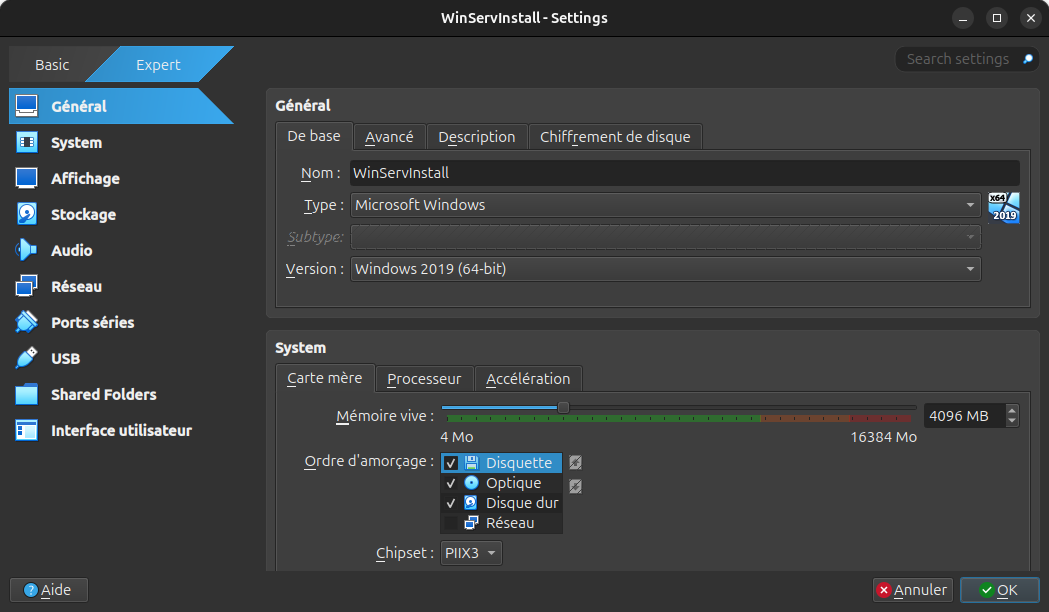 WinServInstall - Settings
Basic
Expert
Search settings
Général
System
Affichage
Stockage
Audio
Réseau
Ports séries
USB
Shared Folders
Interface utilisateur
Général
De base
Avancé
Description
Chiffrement de disque
Nom : WinServInstall
Type : Microsoft Windows
x64
2019
Subtype:
Version : Windows 2019 (64-bit)
System
Carte mère
Processeur
Accélération
Mémoire vive : 4096 MB
4 Mo 16384 Mo
Ordre d'amorçage : Disquette
Optique
Disque dur
Réseau
Chipset : PIIX3
Aide
Annuler
OK